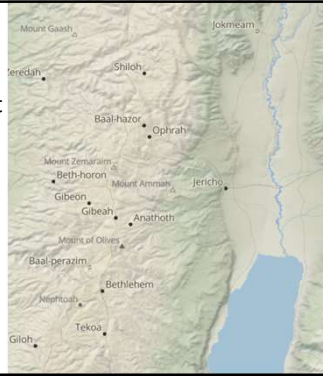 Jokmeam
Mount Gaash
Shiloh
Zeredah
Baal-hazor
Ophrah
Mount Zemaraim
Beth-horon
Mount Ammah
Jericho
Gibeon
Gibeah
Anathoth
Mount of Olives
Baal-perazim
Bethlehem
Nephtoah
Tekoa
Giloh